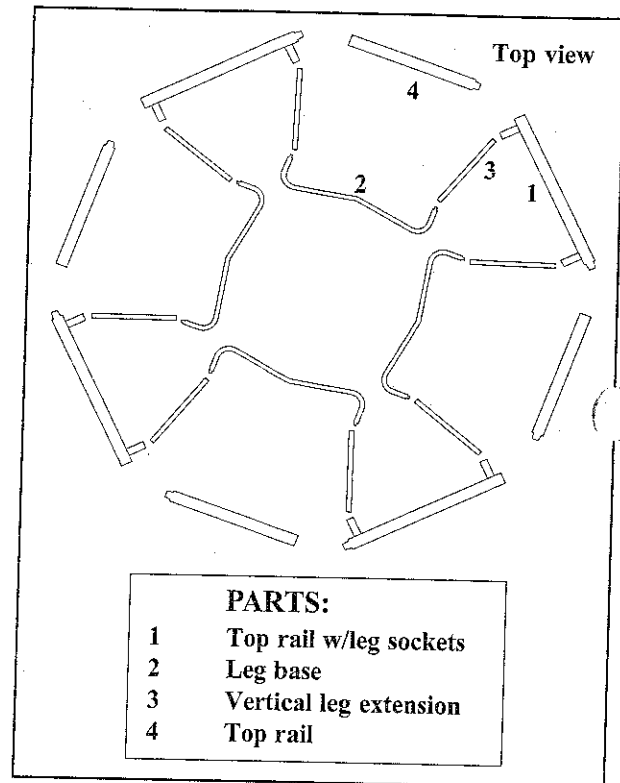 Top view
4
3
2
1
PARTS:
1 Top rail w/leg sockets
2 Leg base
3 Vertical leg extension
4 Top rail